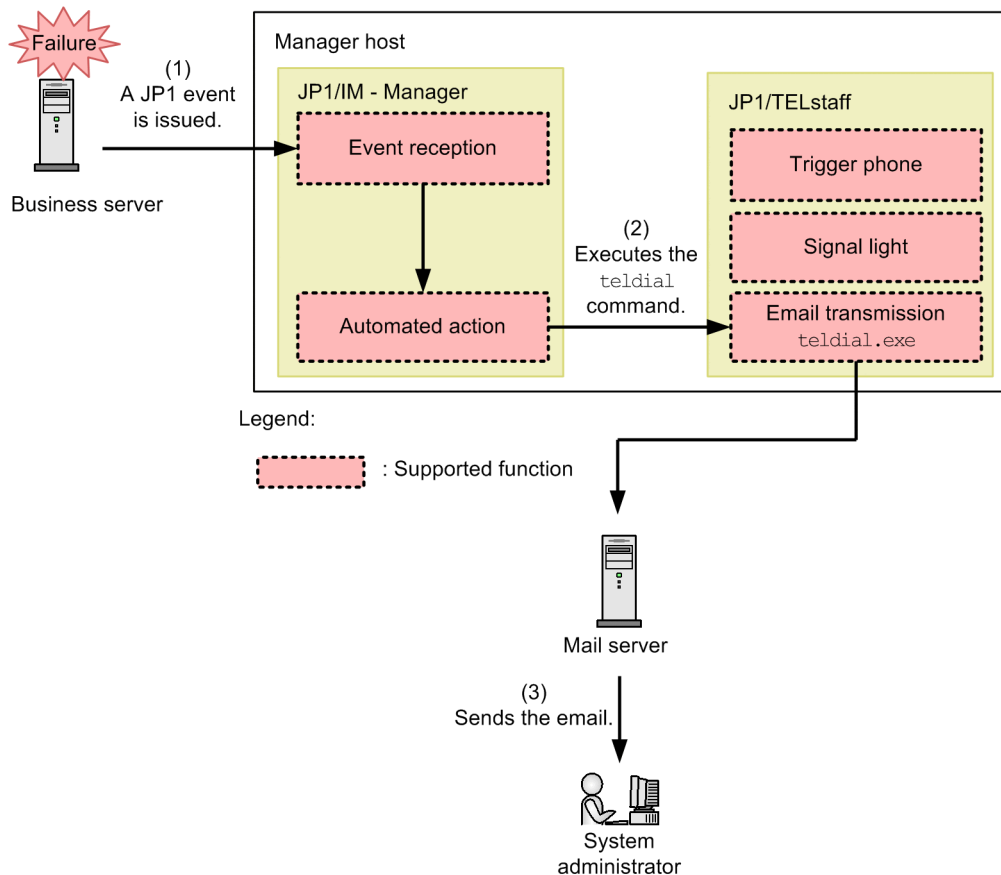 Failure
Manager host
(1)
A JP1 event
is issued.
Business server
JP1/IM - Manager
Event reception
Automated action
(2)
Executes the
teldial
command.
JP1/TELstaff
Trigger phone
Signal light
Email transmission
teldial.exe
Legend:
: Supported function
Mail server
(3)
Sends the email.
System
administrator